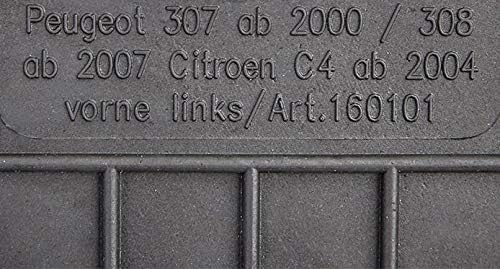 Peugeot 307 ab 2000 / 308
ab 2007 Citroen C4 ab 2004
vorne links/Art.160101